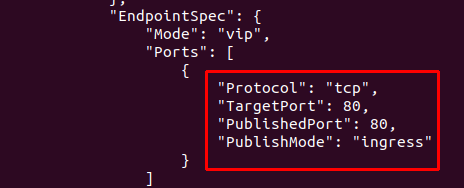 },
"EndpointSpec": {
"Mode": "vip",
"Ports": [
{
"Protocol": "tcp",
"TargetPort": 80,
"PublishedPort": 80,
"PublishMode": "ingress"
}
]